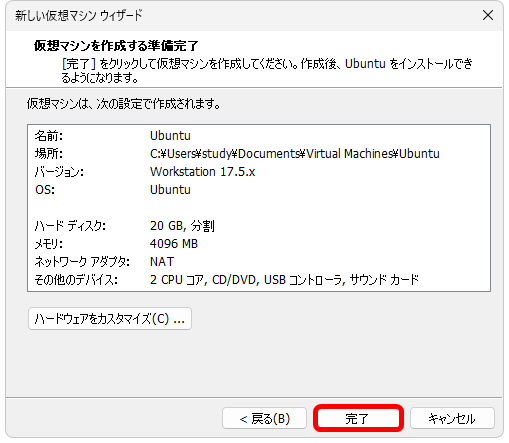 新しい仮想マシン ウィザード
仮想マシンを作成する準備完了
[完了] をクリックして仮想マシンを作成してください。作成後、Ubuntu をインストールでき
るようになります。
仮想マシンは、次の設定で作成されます。
名前: Ubuntu
場所: C:¥Users¥study¥Documents¥Virtual Machines¥Ubuntu
バージョン: Workstation 17.5.x
OS: Ubuntu
ハード ディスク: 20 GB, 分割
メモリ: 4096 MB
ネットワーク アダプタ: NAT
その他のデバイス: 2 CPU コア, CD/DVD, USB コントローラ, サウンド カード
ハードウェアをカスタマイズ(C) ...
< 戻る(B) 完了 キャンセル